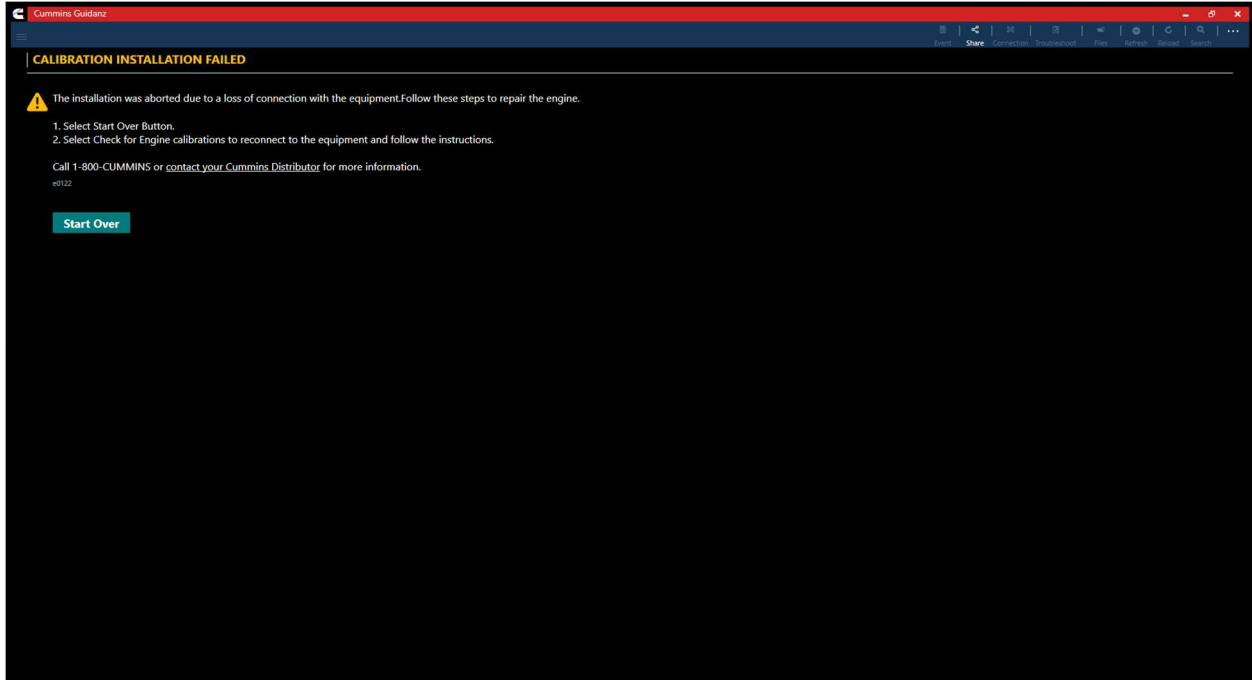 Cummins Guidanz
Event Share Connection Troubleshoot Files Refresh Reload Search
CALIBRATION INSTALLATION FAILED
The installation was aborted due to a loss of connection with the equipment.Follow these steps to repair the engine.
1. Select Start Over Button.
2. Select Check for Engine calibrations to reconnect to the equipment and follow the instructions.
Call 1-800-CUMMINS or contact your Cummins Distributor for more information.
e0122
Start Over